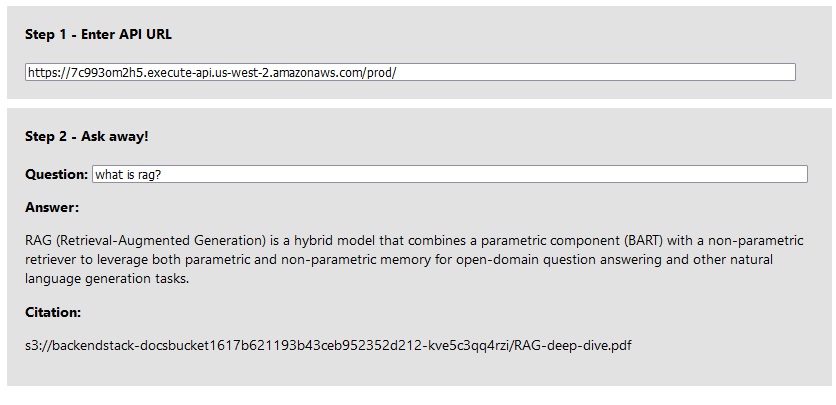 Step 1 - Enter API URL
https://7c993om2h5.execute-api.us-west-2.amazonaws.com/prod/
Step 2 - Ask away!
Question: what is rag?
Answer:
RAG (Retrieval-Augmented Generation) is a hybrid model that combines a parametric component (BART) with a non-parametric
retriever to leverage both parametric and non-parametric memory for open-domain question answering and other natural
language generation tasks.
Citation:
s3://backendstack-docsbucket1617b621193b43ceb952352d212-kve5c3qq4rzi/RAG-deep-dive.pdf